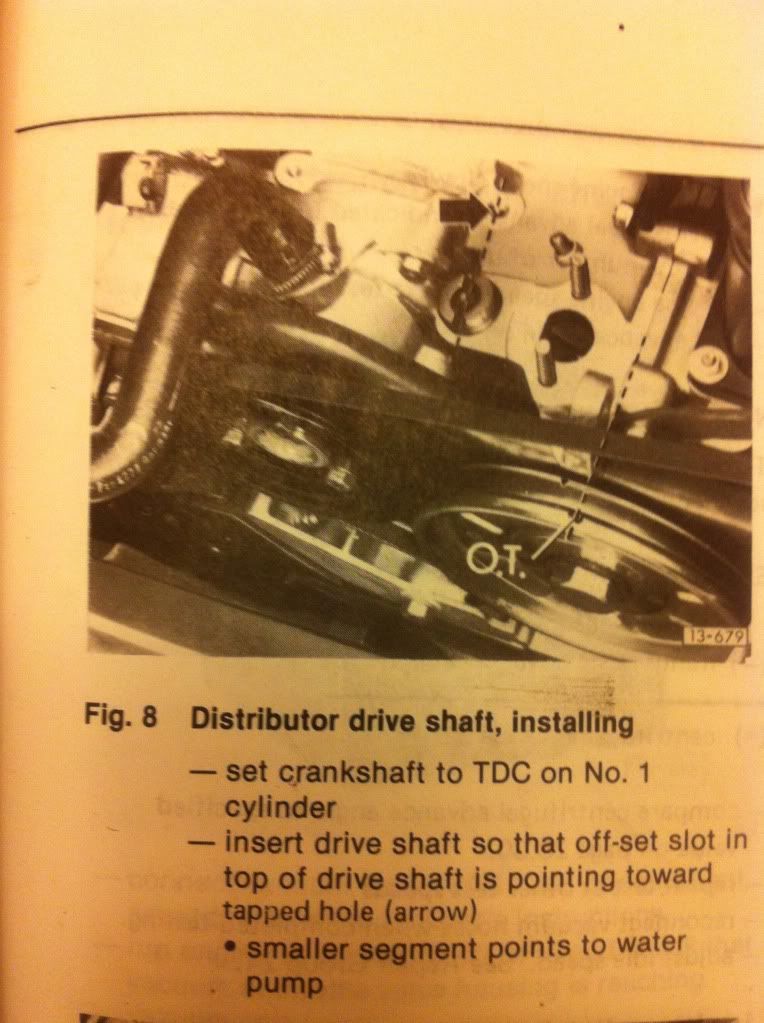 O.T.
13-679
Fig. 8 Distributor drive shaft, installing
— set crankshaft to TDC on No. 1
cylinder
— insert drive shaft so that off-set slot in
top of drive shaft is pointing toward
tapped hole (arrow)
• smaller segment points to water
pump